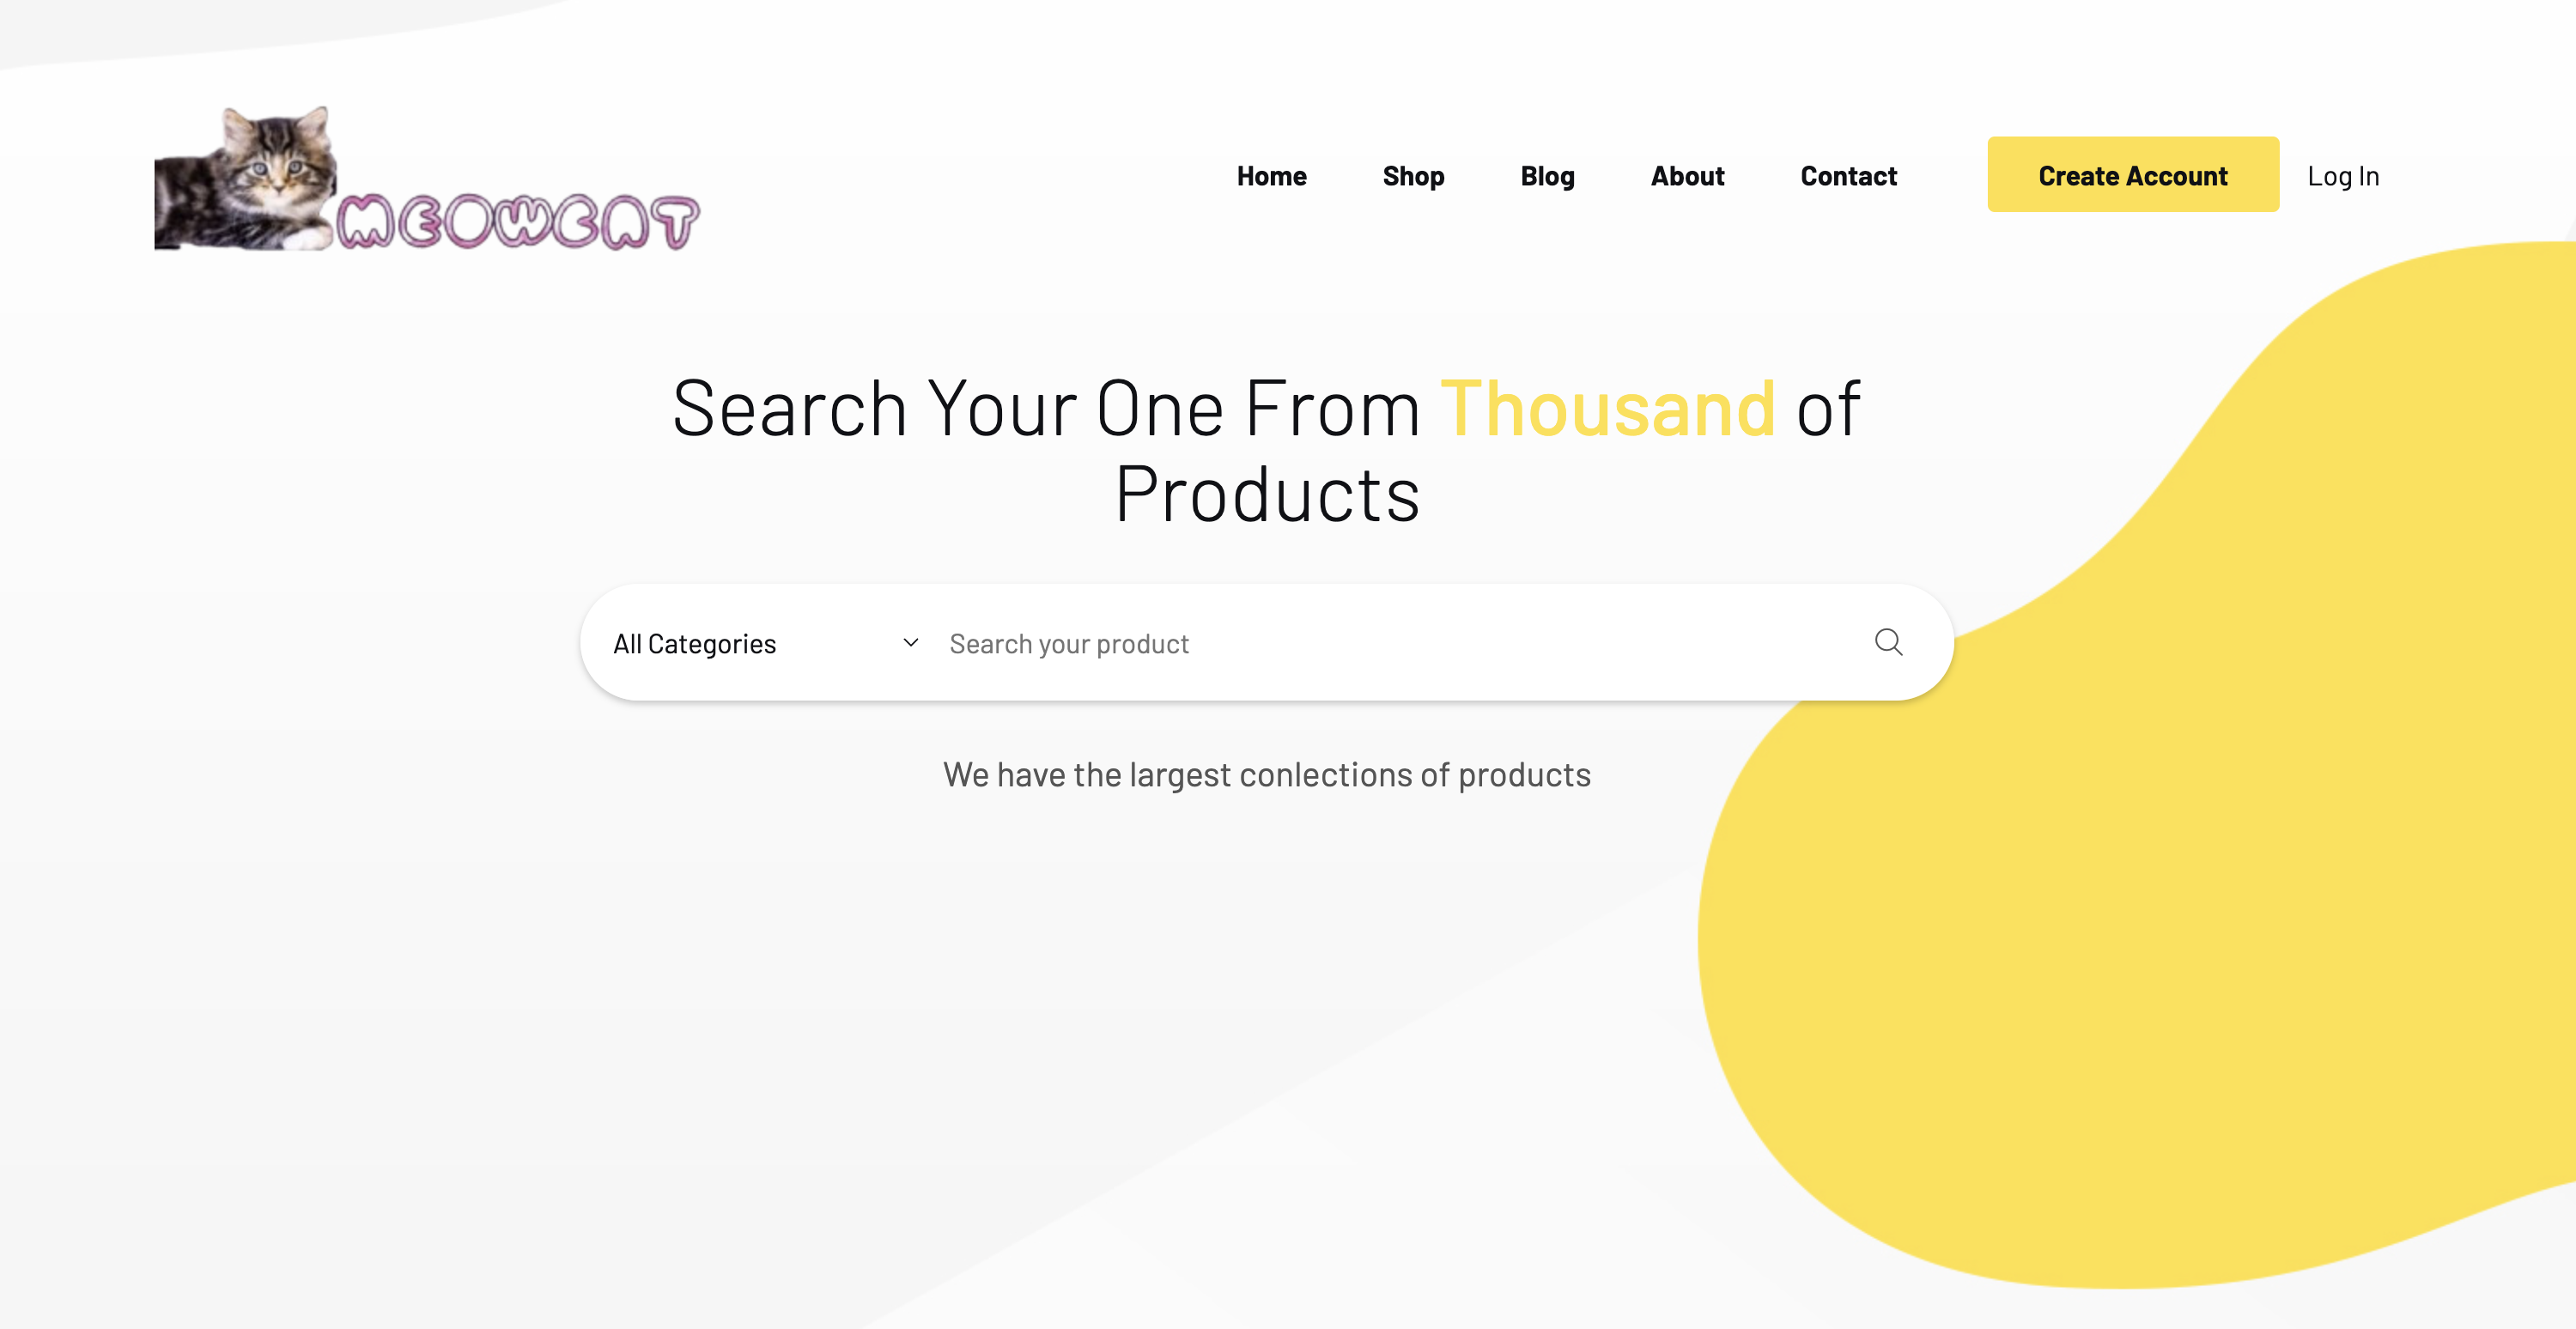 MEOWCAT
Home Shop Blog About Contact Create Account Log In
Search Your One From Thousand of
Products
All Categories Search your product
We have the largest conlections of products